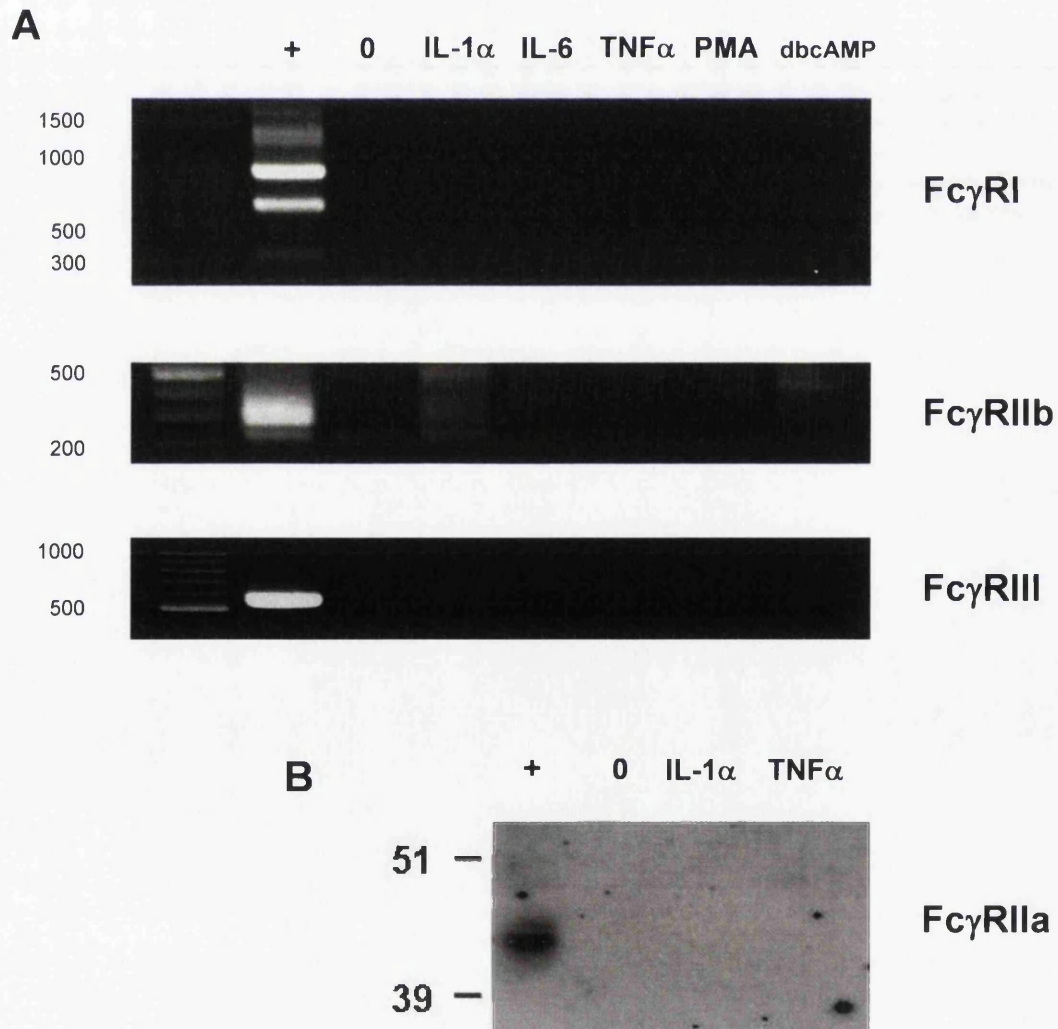 A
+ 0 IL-1α IL-6 TNFα PMA dbcAMP
1500
1000
500
300
FcγRI
500
200
FcγRIIb
1000
500
FcγRIII
B
+ 0 IL-1α TNFα
51
39
FcγRIIa